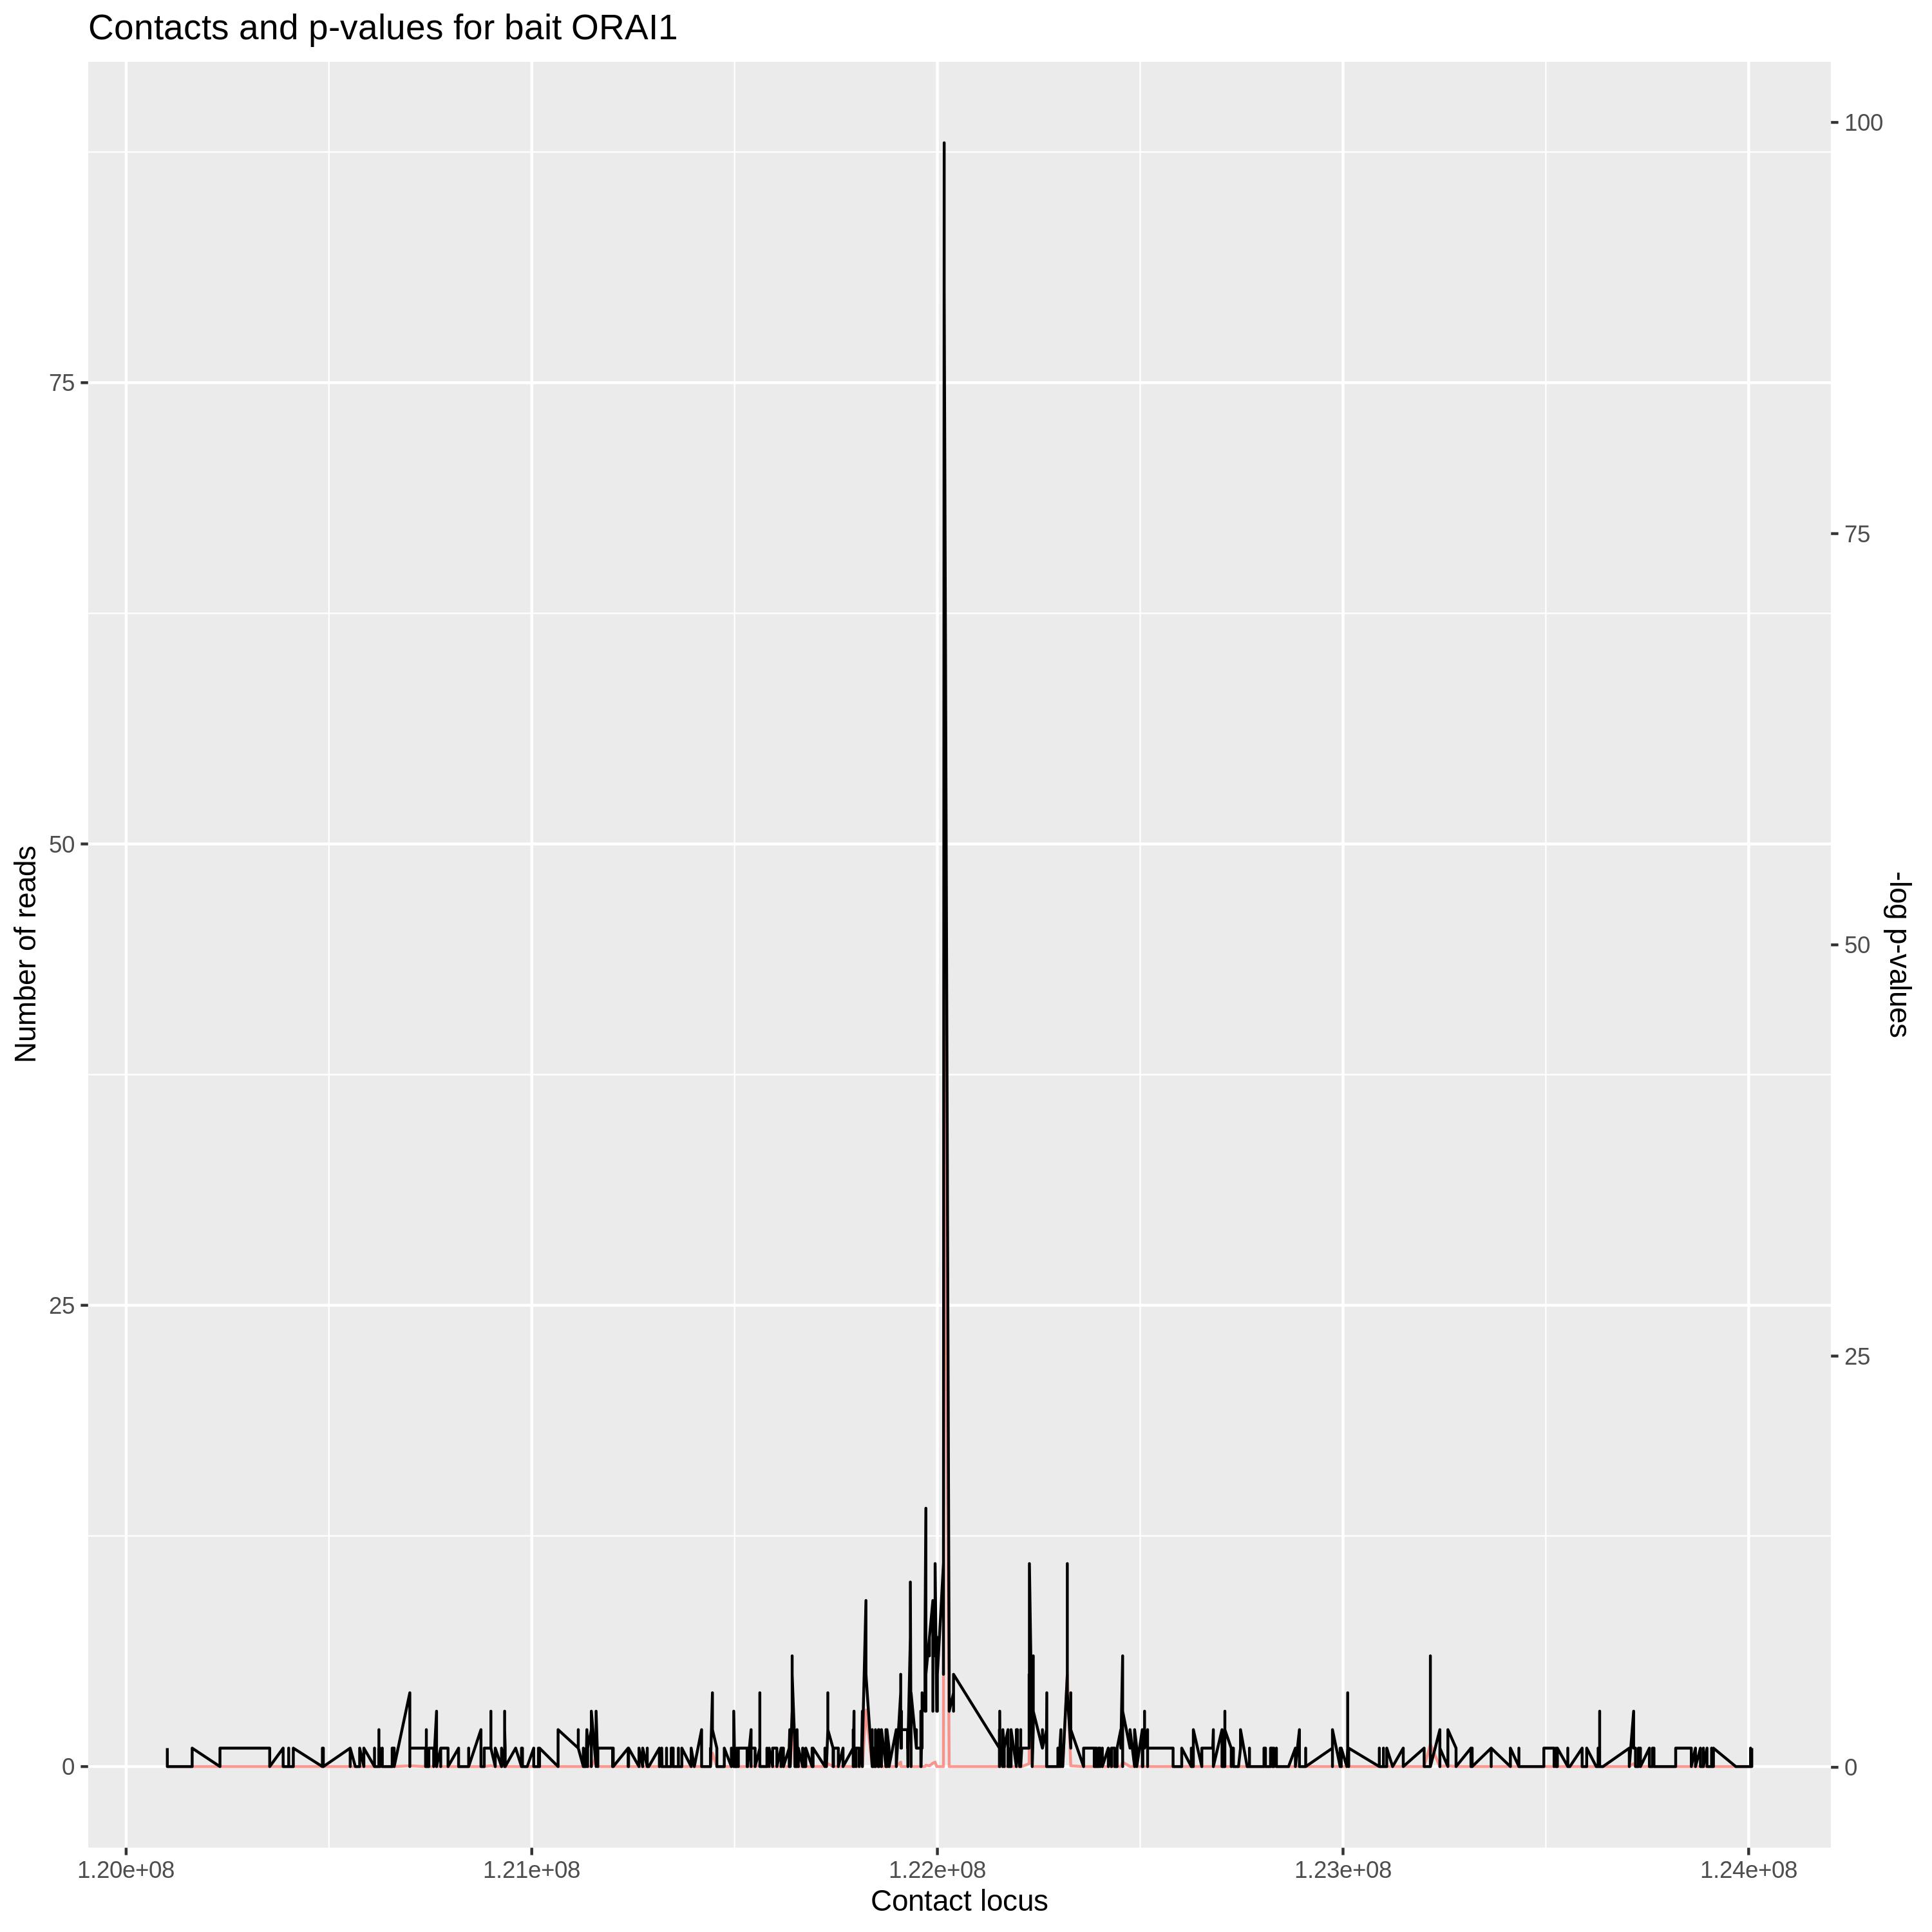 Contacts and p-values for bait ORAI1
100
75
75
50
50
25
25
0
0
Number of reads
-log p-values
1.20e+08
1.21e+08
1.22e+08
1.23e+08
1.24e+08
Contact locus